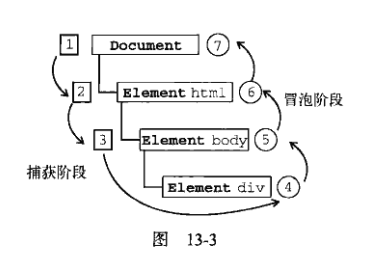 1 Document 7
2 Element html 6
冒泡阶段
3 Element body 5
捕获阶段
Element div 4
图 13-3